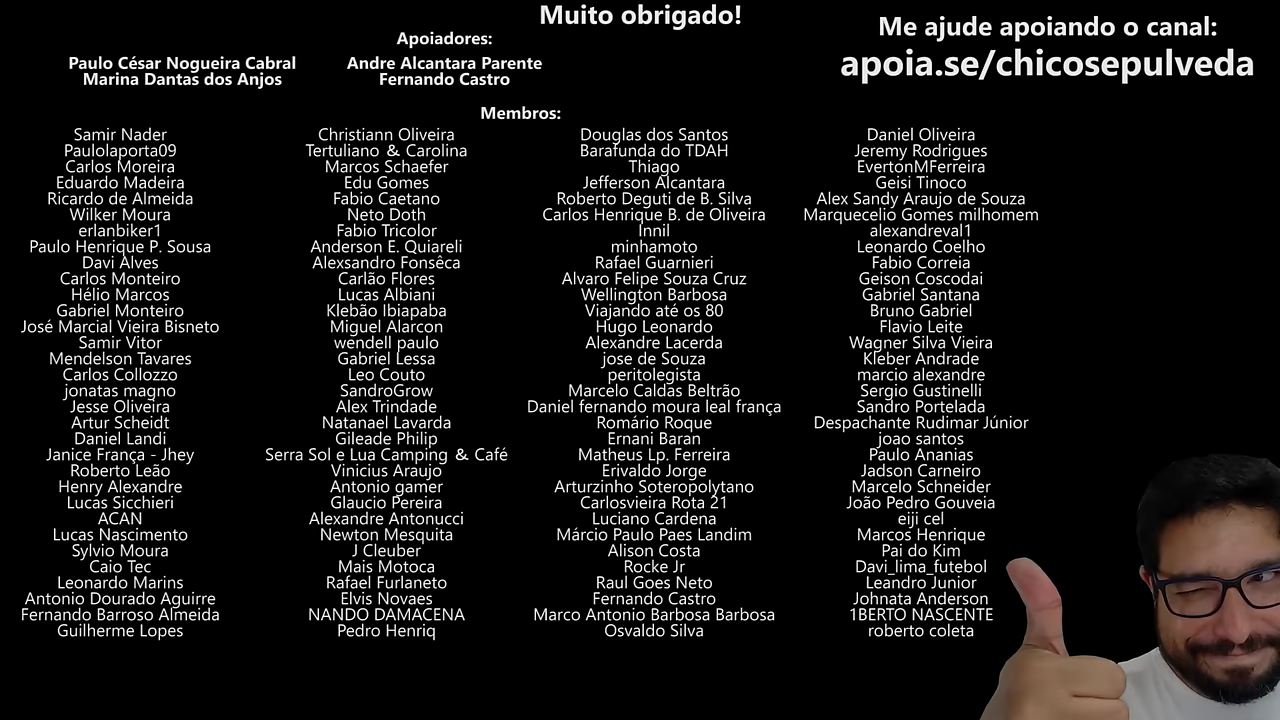 Muito obrigado!
Me ajude apoiando o canal:
apoia.se/chicosepulveda
Apoiadores:
Paulo César Nogueira Cabral
Marina Dantas dos Anjos
Andre Alcantara Parente
Fernando Castro
Membros:
Samir Nader
Paulolaporta09
Carlos Moreira
Eduardo Madeira
Ricardo de Almeida
Wilker Moura
erlanbiker1
Paulo Henrique P. Sousa
Davi Alves
Carlos Monteiro
Hélio Marcos
Gabriel Monteiro
José Marcial Vieira Bisneto
Samir Vitor
Mendelson Tavares
Carlos Collozzo
jonatas magno
Jesse Oliveira
Artur Scheidt
Daniel Landi
Janice França - Jhey
Roberto Leão
Henry Alexandre
Lucas Sicchieri
ACAN
Lucas Nascimento
Sylvio Moura
Caio Tec
Leonardo Marins
Antonio Dourado Aguirre
Fernando Barroso Almeida
Guilherme Lopes
Christiann Oliveira
Tertuliano & Carolina
Marcos Schaefer
Edu Gomes
Fabio Caetano
Neto Doth
Fabio Tricolor
Anderson E. Quiareli
Alexsandro Fonsêca
Carlão Flores
Lucas Albiani
Klebão Ibiapaba
Miguel Alarcon
wendell paulo
Gabriel Lessa
Leo Couto
SandroGrow
Alex Trindade
Natanael Lavarda
Gileade Philip
Serra Sol e Lua Camping & Café
Vinicius Araujo
Antonio gamer
Glaucio Pereira
Alexandre Antonucci
Newton Mesquita
J Cleuber
Mais Motoca
Rafael Furlaneto
Elvis Novaes
NANDO DAMACENA
Pedro Henriq
Douglas dos Santos
Barafunda do TDAH
Thiago
Jefferson Alcantara
Roberto Deguti de B. Silva
Carlos Henrique B. de Oliveira
Innil
minhamoto
Rafael Guarnieri
Alvaro Felipe Souza Cruz
Wellington Barbosa
Viajando até os 80
Hugo Leonardo
Alexandre Lacerda
jose de Souza
peritolegista
Marcelo Caldas Beltrão
Daniel fernando moura leal frança
Romário Roque
Ernani Baran
Matheus Lp. Ferreira
Erivaldo Jorge
Arturzinho Soteropolytano
Carlosvieira Rota 21
Luciano Cardena
Márcio Paulo Paes Landim
Alison Costa
Rocke Jr
Raul Goes Neto
Fernando Castro
Marco Antonio Barbosa Barbosa
Osvaldo Silva
Daniel Oliveira
Jeremy Rodrigues
EvertonMFerreira
Geisi Tinoco
Alex Sandy Araujo de Souza
Marquecelio Gomes milhomem
alexandreval1
Leonardo Coelho
Fabio Correia
Geison Coscodai
Gabriel Santana
Bruno Gabriel
Flavio Leite
Wagner Silva Vieira
Kleber Andrade
marcio alexandre
Sergio Gustinelli
Sandro Portelada
Despachante Rudimar Júnior
joao santos
Paulo Ananias
Jadson Carneiro
Marcelo Schneider
João Pedro Gouveia
eiji cel
Marcos Henrique
Pai do Kim
Davi_lima_futebol
Leandro Junior
Johnata Anderson
1BERTO NASCENTE
roberto coleta